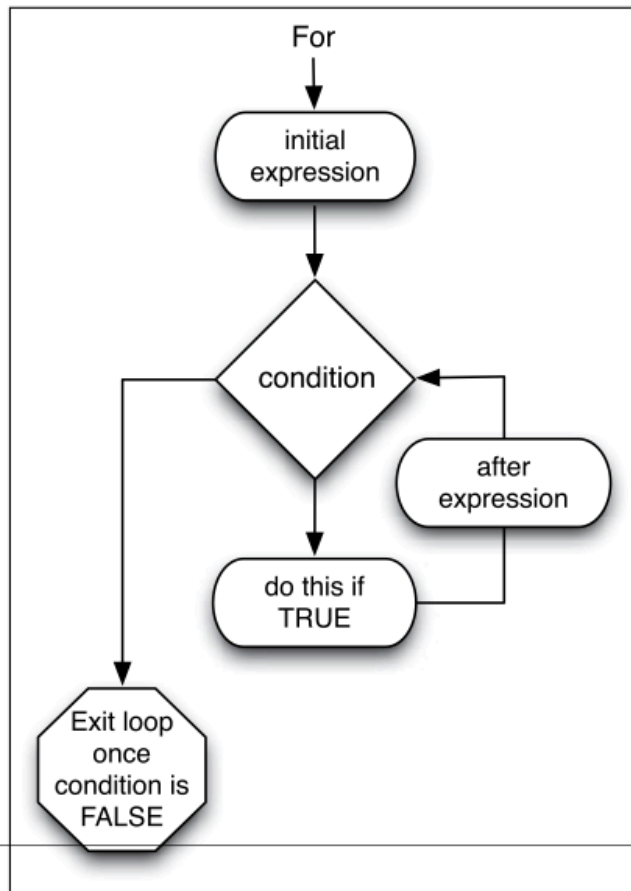 For
initial
expression
condition
after
expression
do this if
TRUE
Exit loop
once
condition is
FALSE